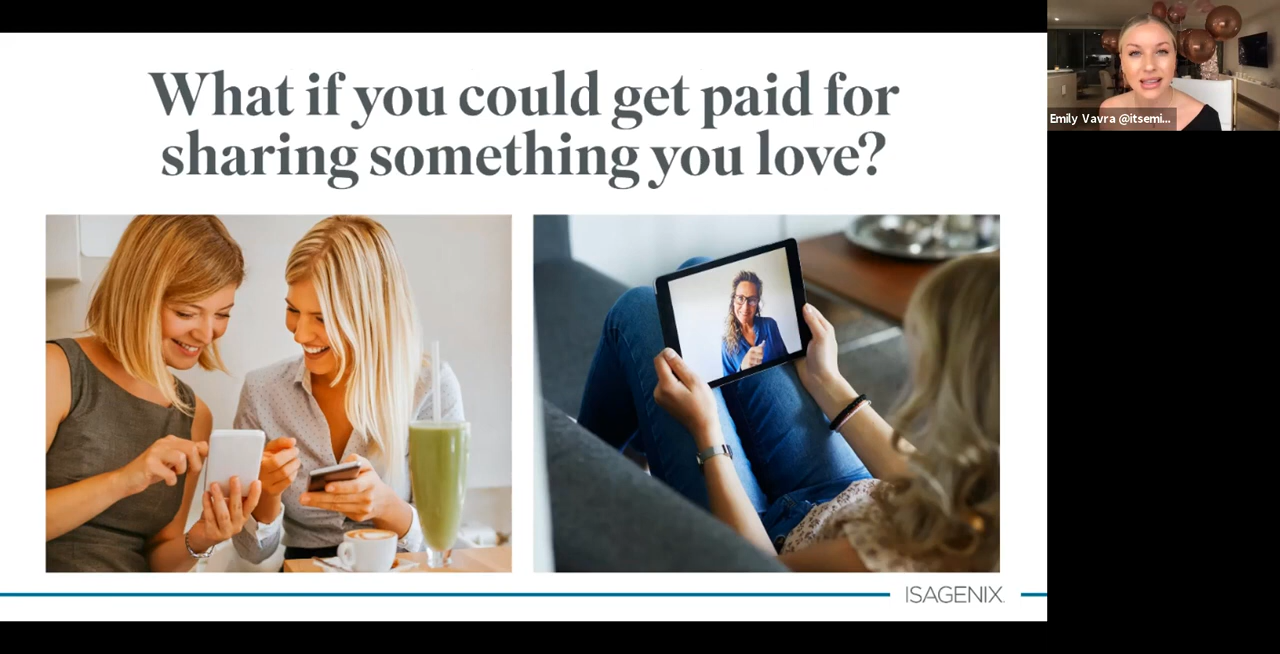 What if you could get paid for
sharing something you love?
Emily Vavra @itsemi...
ISAGENIX